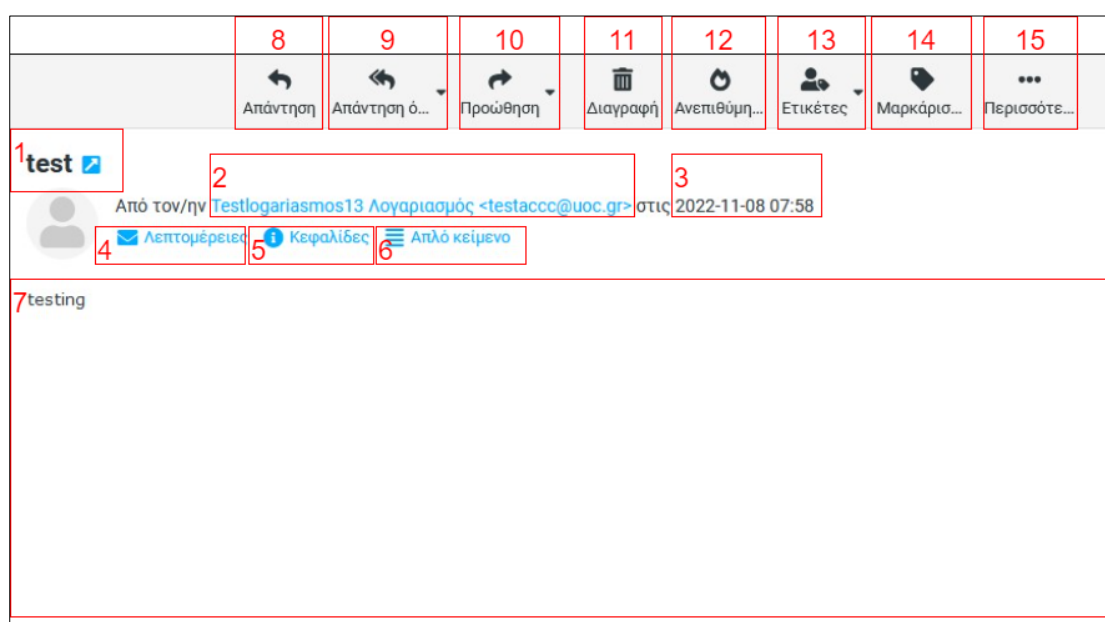 8 9 10 11 12 13 14 15
Απάντηση Απάντηση ό... Προώθηση Διαγραφή Ανεπιθύμη... Ετικέτες Μαρκάρισ... Περισσότε...
1 test
2 3
Από τον/ην Testlogariasmos13 Λογαριασμός <testaccc@uoc.gr> στις 2022-11-08 07:58
4 Λεπτομέρειες 5 Κεφαλίδες 6 Απλό κείμενο
7 testing